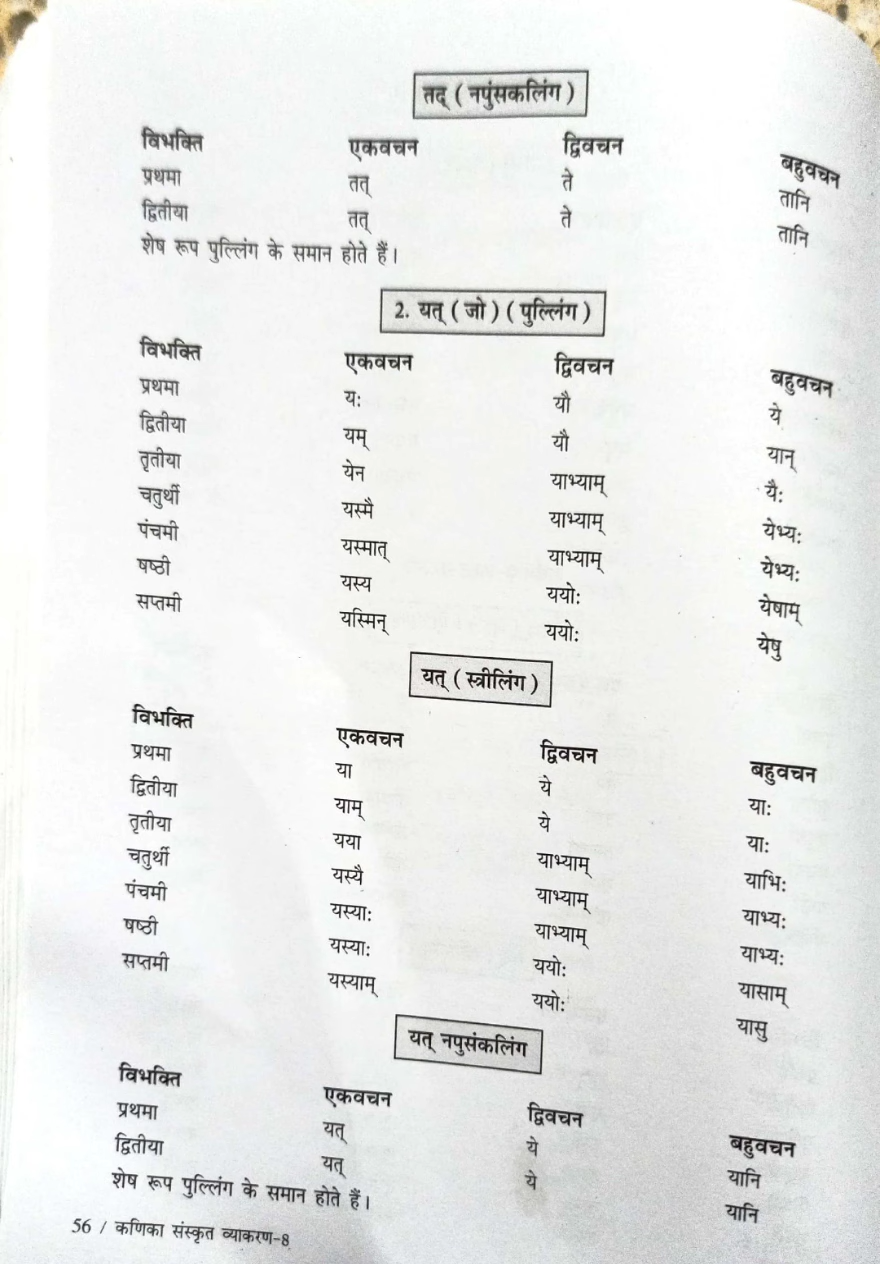 तद् ( नपुंसकलिंग )
विभक्ति एकवचन द्विवचन बहुवचन
प्रथमा तत् ते तानि
द्वितीया तत् ते तानि
शेष रूप पुल्लिंग के समान होते हैं।
2. यत् ( जो ) ( पुल्लिंग )
विभक्ति एकवचन द्विवचन बहुवचन
प्रथमा यः यौ ये
द्वितीया यम् यौ यान्
तृतीया येन याभ्याम् यैः
चतुर्थी यस्मै याभ्याम् येभ्यः
पंचमी यस्मात् याभ्याम् येभ्यः
षष्ठी यस्य ययोः येषाम्
सप्तमी यस्मिन् ययोः येषु
यत् ( स्त्रीलिंग )
विभक्ति एकवचन द्विवचन बहुवचन
प्रथमा या ये याः
द्वितीया याम् ये याः
तृतीया यया याभ्याम् याभिः
चतुर्थी यस्यै याभ्याम् याभ्यः
पंचमी यस्याः याभ्याम् याभ्यः
षष्ठी यस्याः ययोः यासाम्
सप्तमी यस्याम् ययोः यासु
यत् नपुसंकलिंग
विभक्ति एकवचन द्विवचन बहुवचन
प्रथमा यत् ये यानि
द्वितीया यत् ये यानि
शेष रूप पुल्लिंग के समान होते हैं।
56 / कणिका संस्कृत व्याकरण-8